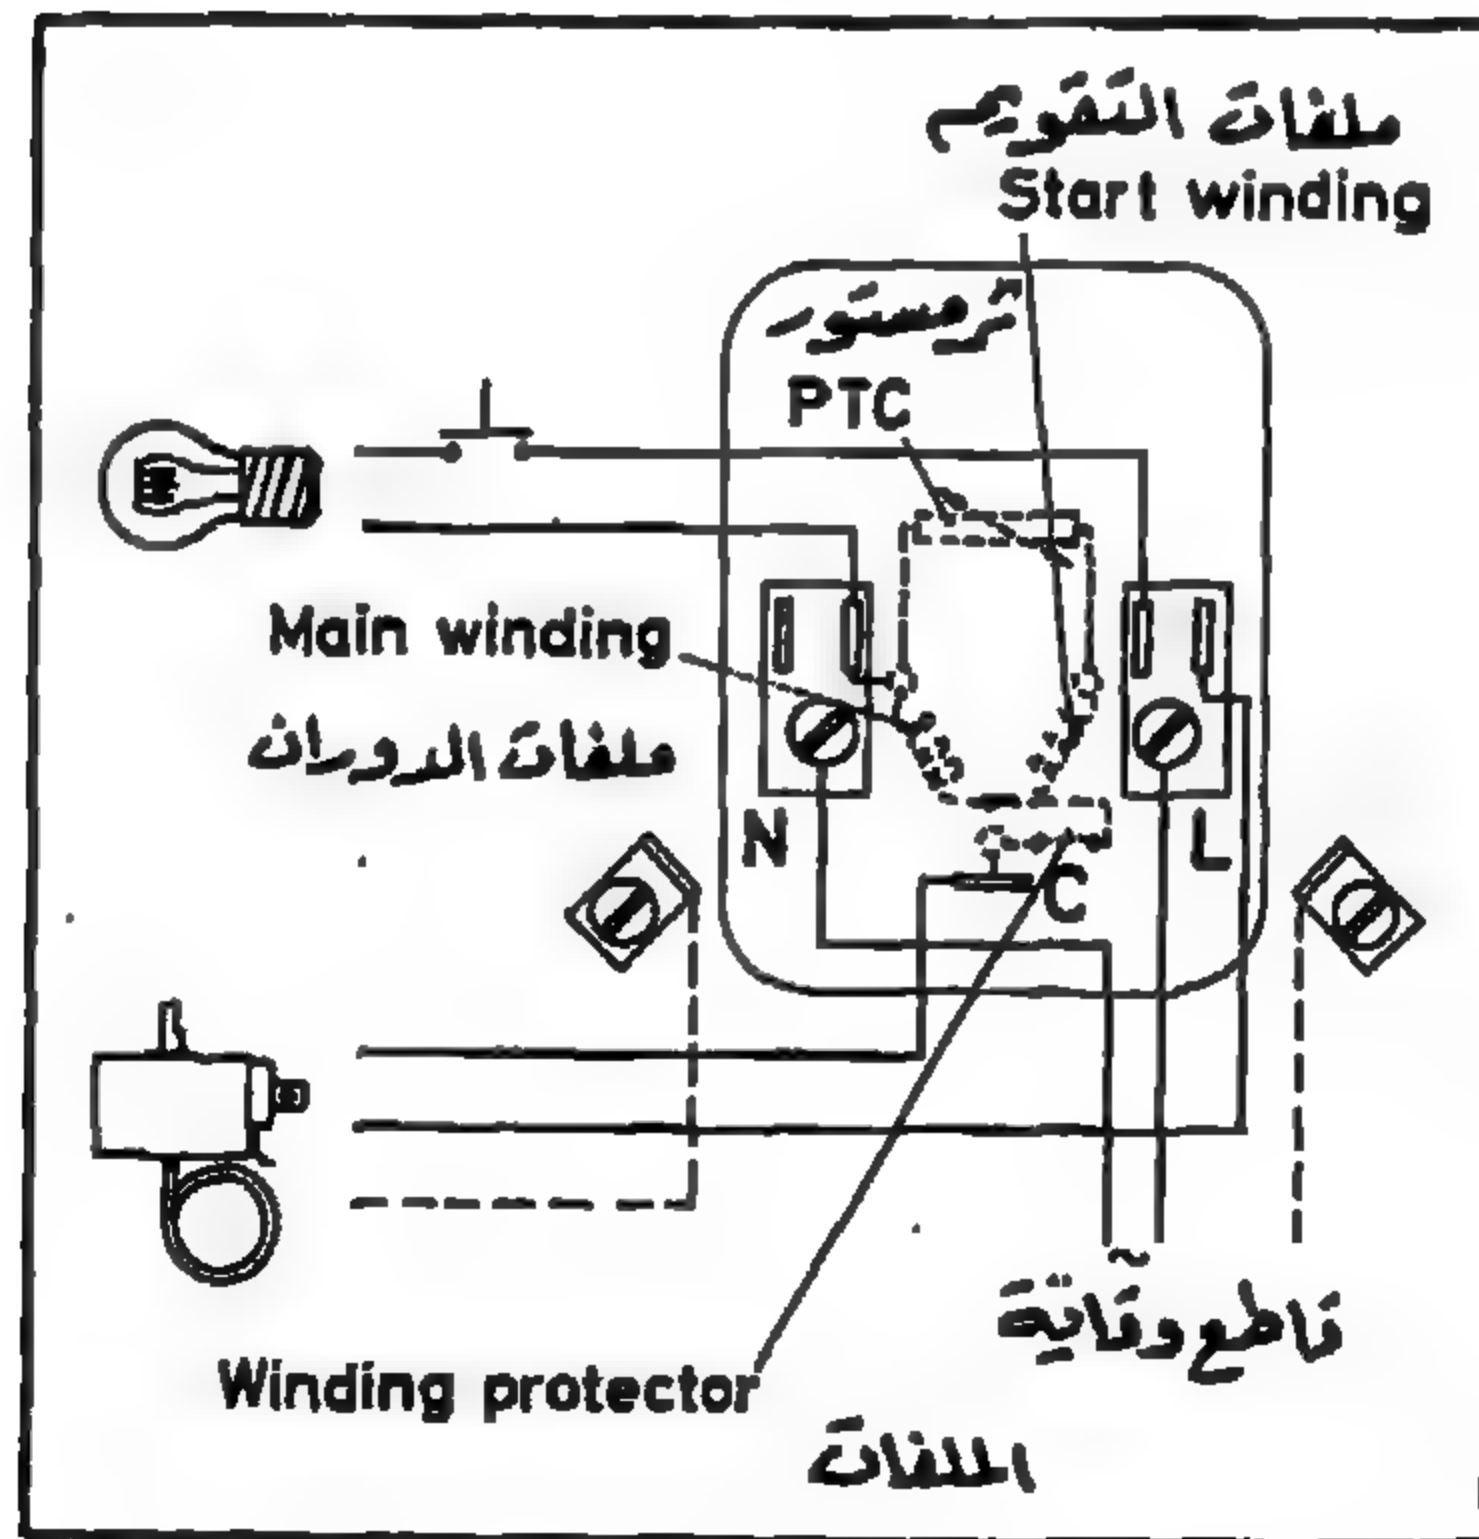 ملفات التقويم
Start winding
ترمستور
PTC
Main winding
ملفات الدوران
N
L
C
~
قاطع وقاية
Winding protector
الملفات